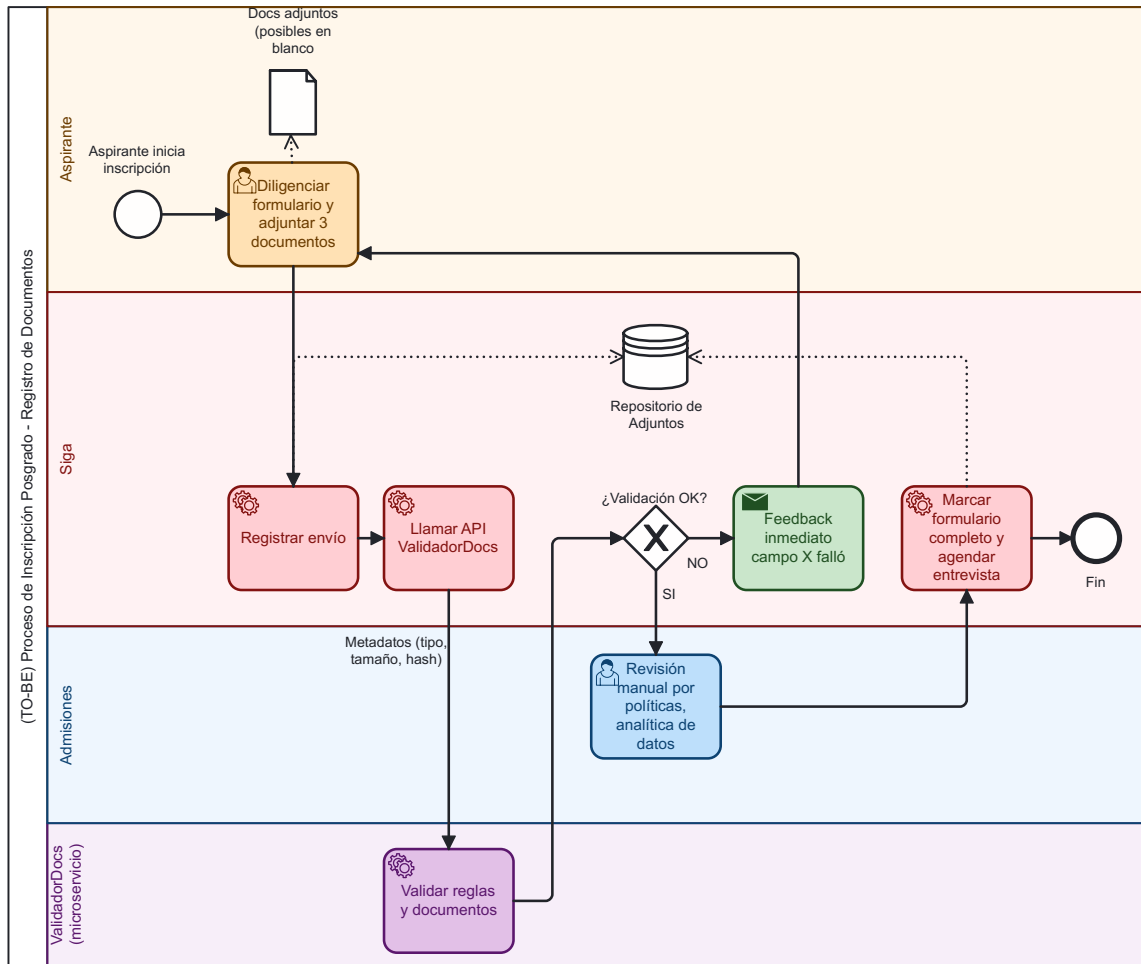 (TO-BE) Proceso de Inscripción Posgrado - Registro de Documentos
Aspirante
Docs adjuntos
(posibles en
blanco
Aspirante inicia
inscripción
Diligenciar
formulario y
adjuntar 3
documentos
Siga
Repositorio de
Adjuntos
Registrar envío
Llamar API
ValidadorDocs
¿Validación OK?
X
NO
SI
Feedback
inmediato
campo X falló
Marcar
formulario
completo y
agendar
entrevista
Fin
Admisiones
Metadatos (tipo,
tamaño, hash)
Revisión
manual por
políticas,
analítica de
datos
ValidadorDocs
(microservicio)
Validar reglas
y documentos